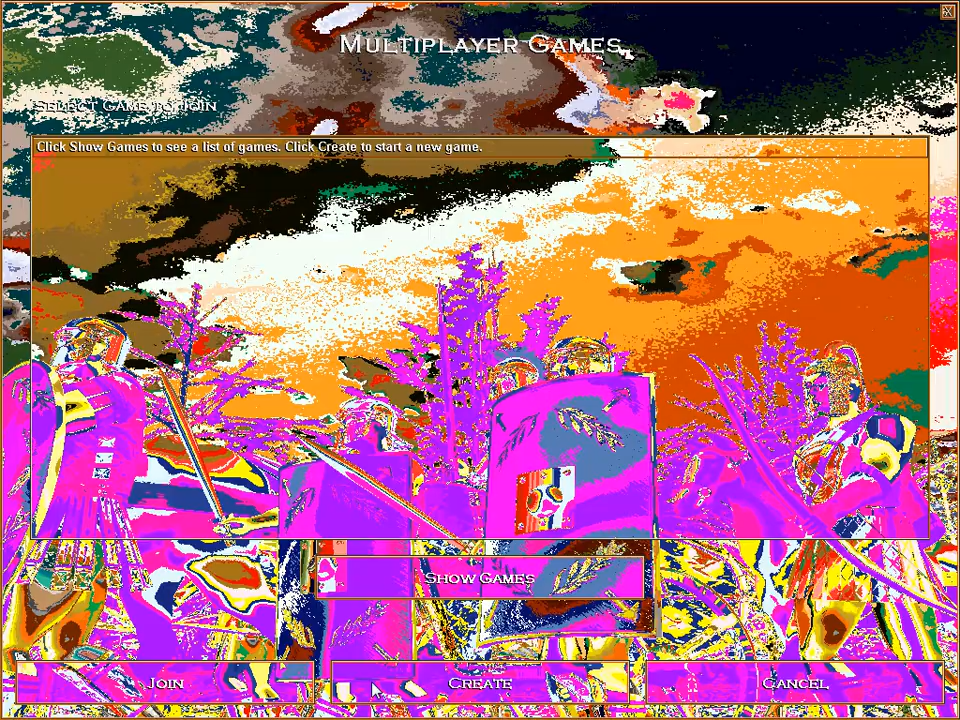 Multiplayer Games
Select Game to Join
Click Show Games to see a list of games. Click Create to start a new game.
Show Games
Join
Create
Cancel